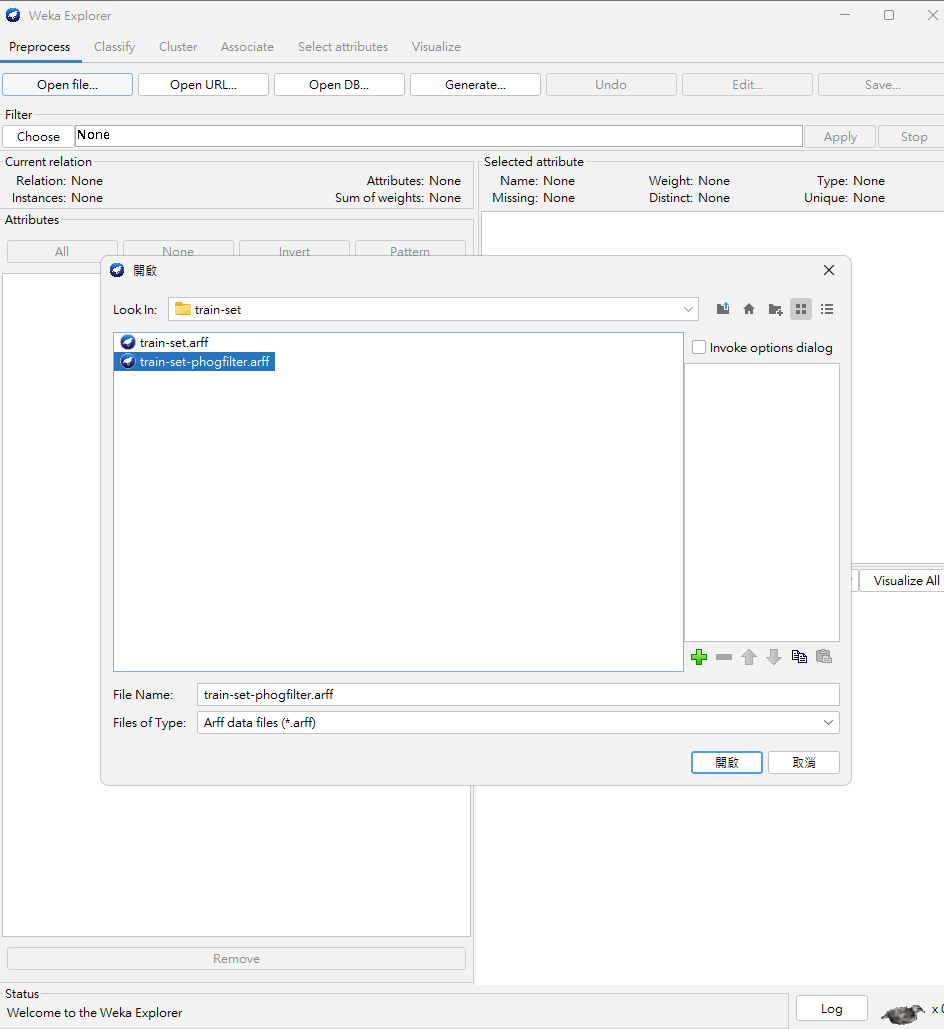 Weka Explorer
Preprocess Classify Cluster Associate Select attributes Visualize
Open file... Open URL... Open DB... Generate... Undo Edit... Save...
Filter
Choose None Apply Stop
Current relation
Relation: None Attributes: None
Instances: None Sum of weights: None
Selected attribute
Name: None Weight: None Type: None
Missing: None Distinct: None Unique: None
Attributes
All None Invert Pattern
開啟
Look In: train-set
train-set.arff
train-set-phogfilter.arff
Invoke options dialog
Visualize All
File Name: train-set-phogfilter.arff
Files of Type: Arff data files (*.arff)
開啟 取消
Remove
Status
Welcome to the Weka Explorer
Log